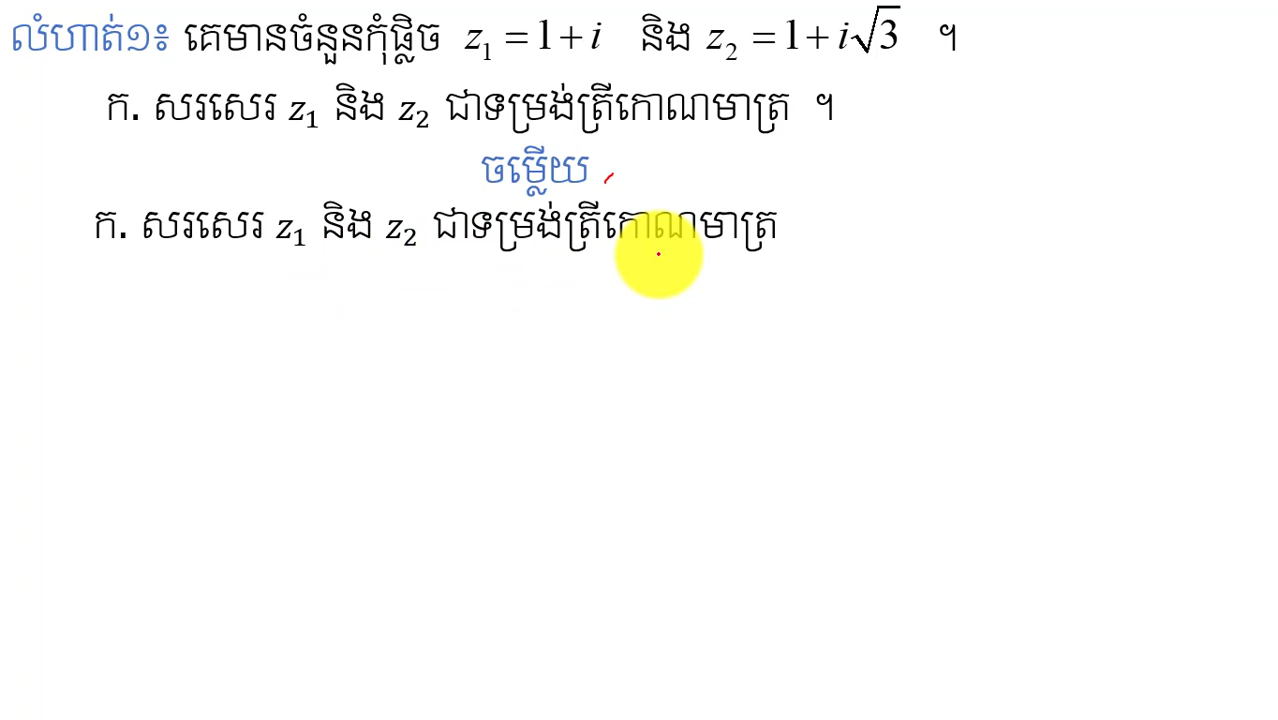 លំហាត់១៖ គេមានចំនួនកុំផ្លិច z₁ = 1 + i និង z₂ = 1 + i√3 ។
ក. សរសេរ z₁ និង z₂ ជាទម្រង់ត្រីកោណមាត្រ ។
ចម្លើយ
ក. សរសេរ z₁ និង z₂ ជាទម្រង់ត្រីកោណមាត្រ